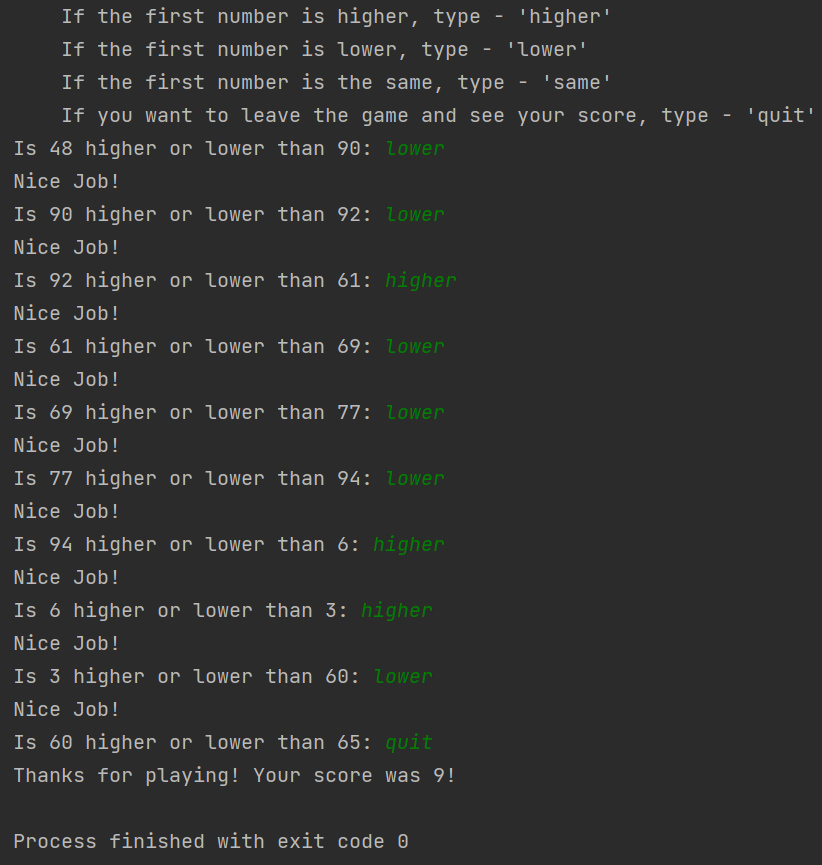 If the first number is higher, type - 'higher'
If the first number is lower, type - 'lower'
If the first number is the same, type - 'same'
If you want to leave the game and see your score, type - 'quit'
Is 48 higher or lower than 90: lower
Nice Job!
Is 90 higher or lower than 92: lower
Nice Job!
Is 92 higher or lower than 61: higher
Nice Job!
Is 61 higher or lower than 69: lower
Nice Job!
Is 69 higher or lower than 77: lower
Nice Job!
Is 77 higher or lower than 94: lower
Nice Job!
Is 94 higher or lower than 6: higher
Nice Job!
Is 6 higher or lower than 3: higher
Nice Job!
Is 3 higher or lower than 60: lower
Nice Job!
Is 60 higher or lower than 65: quit
Thanks for playing! Your score was 9!
Process finished with exit code 0